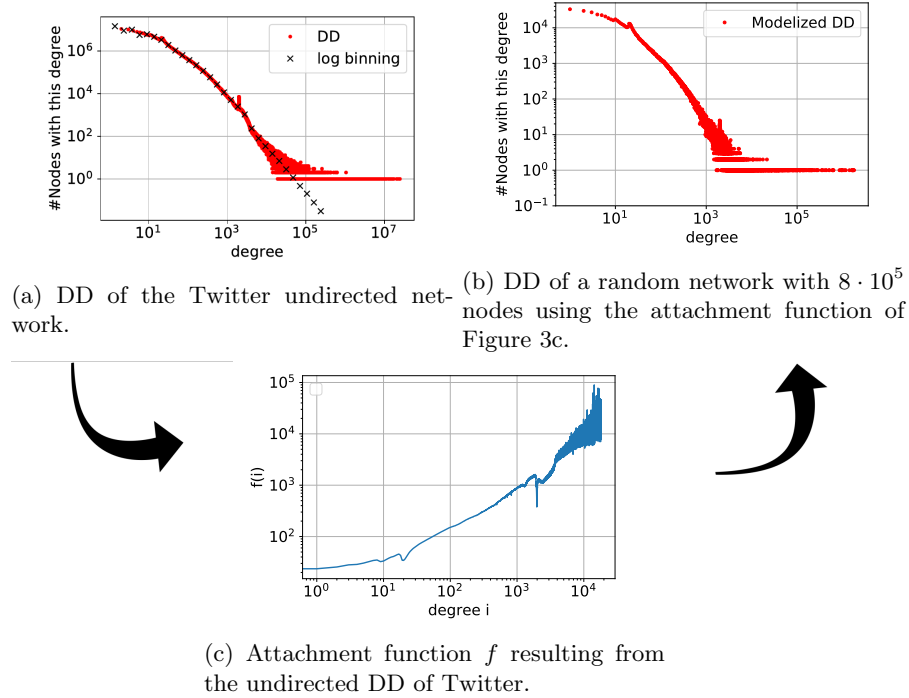 #Nodes with this degree
10^6
10^4
10^2
10^0
DD
log binning
10^1
10^3
10^5
10^7
degree
#Nodes with this degree
10^4
10^3
10^2
10^1
10^0
10^−1
Modelized DD
10^1
10^3
10^5
degree
(a) DD of the Twitter undirected net-
work.
(b) DD of a random network with 8 · 10^5
nodes using the attachment function of
Figure 3c.
f(i)
10^5
10^4
10^3
10^2
10^0
10^1
10^2
10^3
10^4
degree i
(c) Attachment function f resulting from
the undirected DD of Twitter.